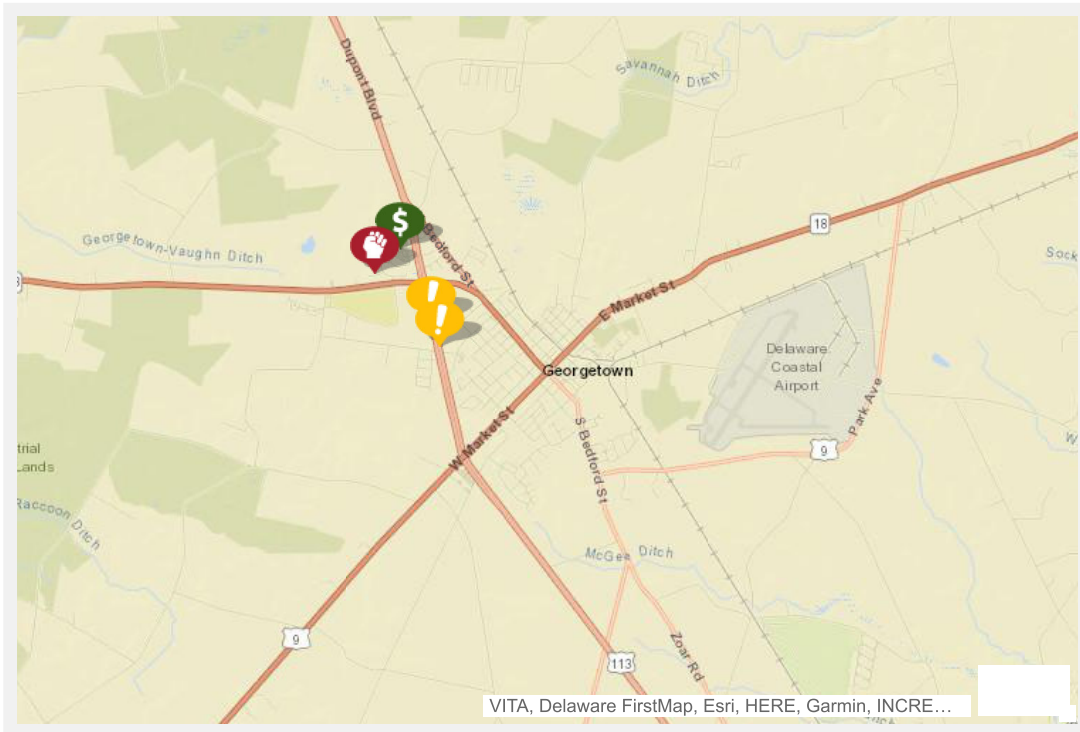 Dupont Blvd
Savannah Ditch
18
Georgetown-Vaughn Ditch
Bedford St
$
Sock
E Market St
!
!
Delaware
Coastal
Airport
Georgetown
Park Ave
W Market St
S Bedford St
9
W
trial
Lands
Raccoon Ditch
McGee Ditch
9
Zoar Rd
113
VITA, Delaware FirstMap, Esri, HERE, Garmin, INCRE…